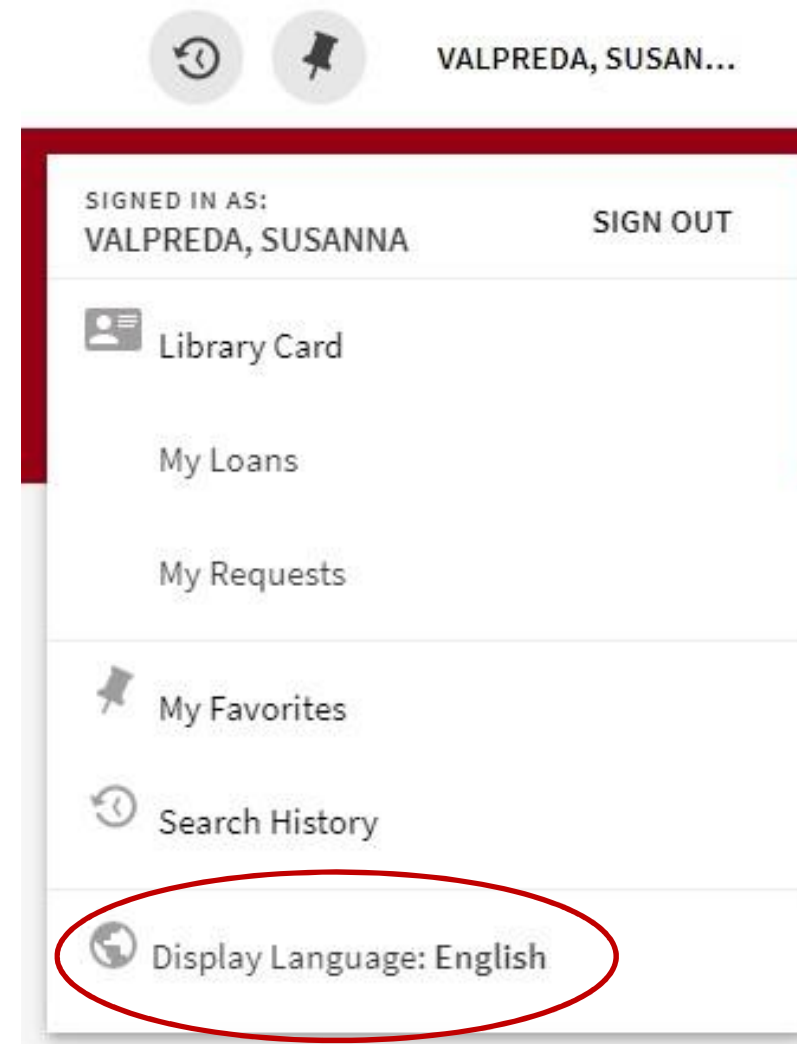 VALPREDA, SUSAN...
SIGNED IN AS:
VALPREDA, SUSANNA
SIGN OUT
Library Card
My Loans
My Requests
My Favorites
Search History
Display Language: English